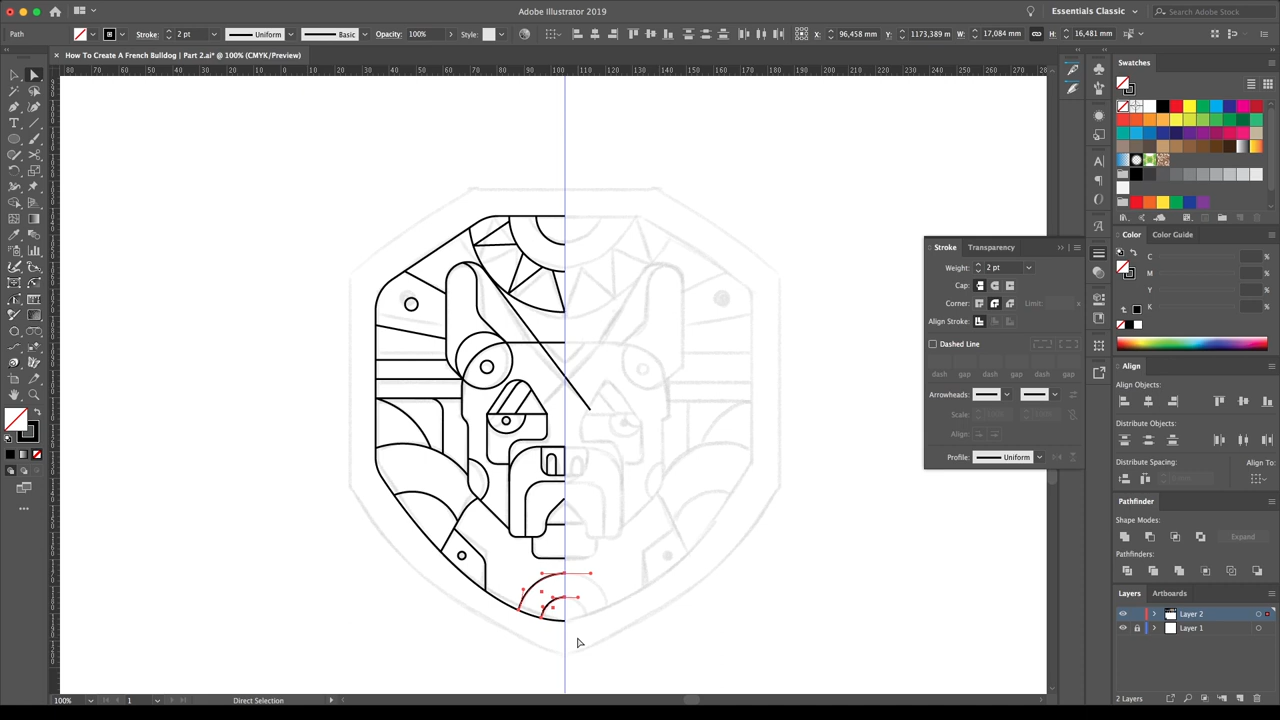 Adobe Illustrator 2019
Essentials Classic
Search Adobe Stock
Path
Stroke: 2 pt
Uniform
Basic
Opacity: 100%
Style:
X: 96,458 mm
Y: 1173,389 m
W: 17,084 mm
H: 16,481 mm
How To Create A French Bulldog | Part 2.ai* @ 100% (CMYK/Preview)
Swatches
Stroke
Transparency
Weight: 2 pt
Cap:
Corner:
Limit:
Align Stroke:
Dashed Line
dash gap dash gap dash gap
Arrowheads:
Scale: 100% 100%
Align:
Profile: Uniform
Color
Color Guide
C %
M %
Y %
K %
Align
Align Objects:
Distribute Objects:
Distribute Spacing:
Align To:
Pathfinder
Shape Modes:
Expand
Pathfinders:
Layers
Artboards
Layer 2
Layer 1
2 Layers
100%
1
Direct Selection